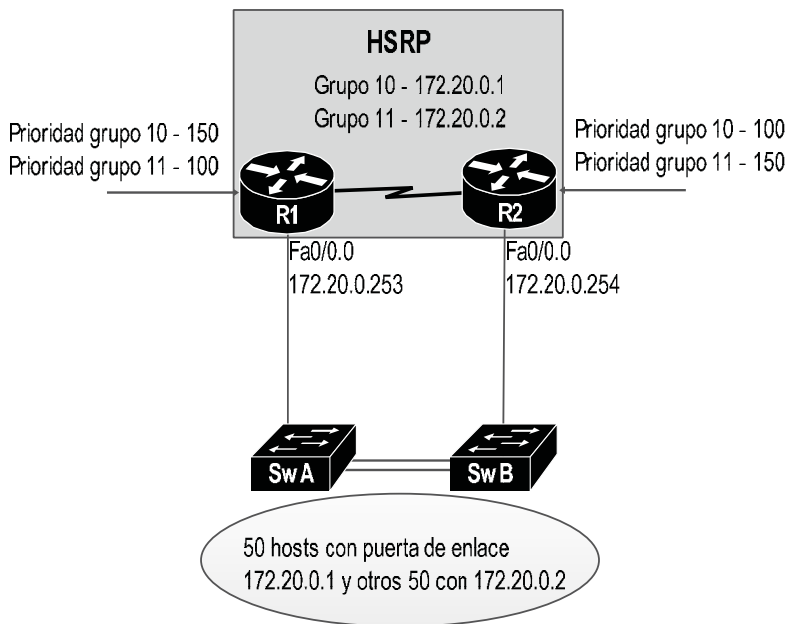 HSRP
Grupo 10 - 172.20.0.1
Grupo 11 - 172.20.0.2
Prioridad grupo 10 - 150
Prioridad grupo 11 - 100
Prioridad grupo 10 - 100
Prioridad grupo 11 - 150
R1
R2
Fa0/0.0
172.20.0.253
Fa0/0.0
172.20.0.254
SwA
SwB
50 hosts con puerta de enlace
172.20.0.1 y otros 50 con 172.20.0.2